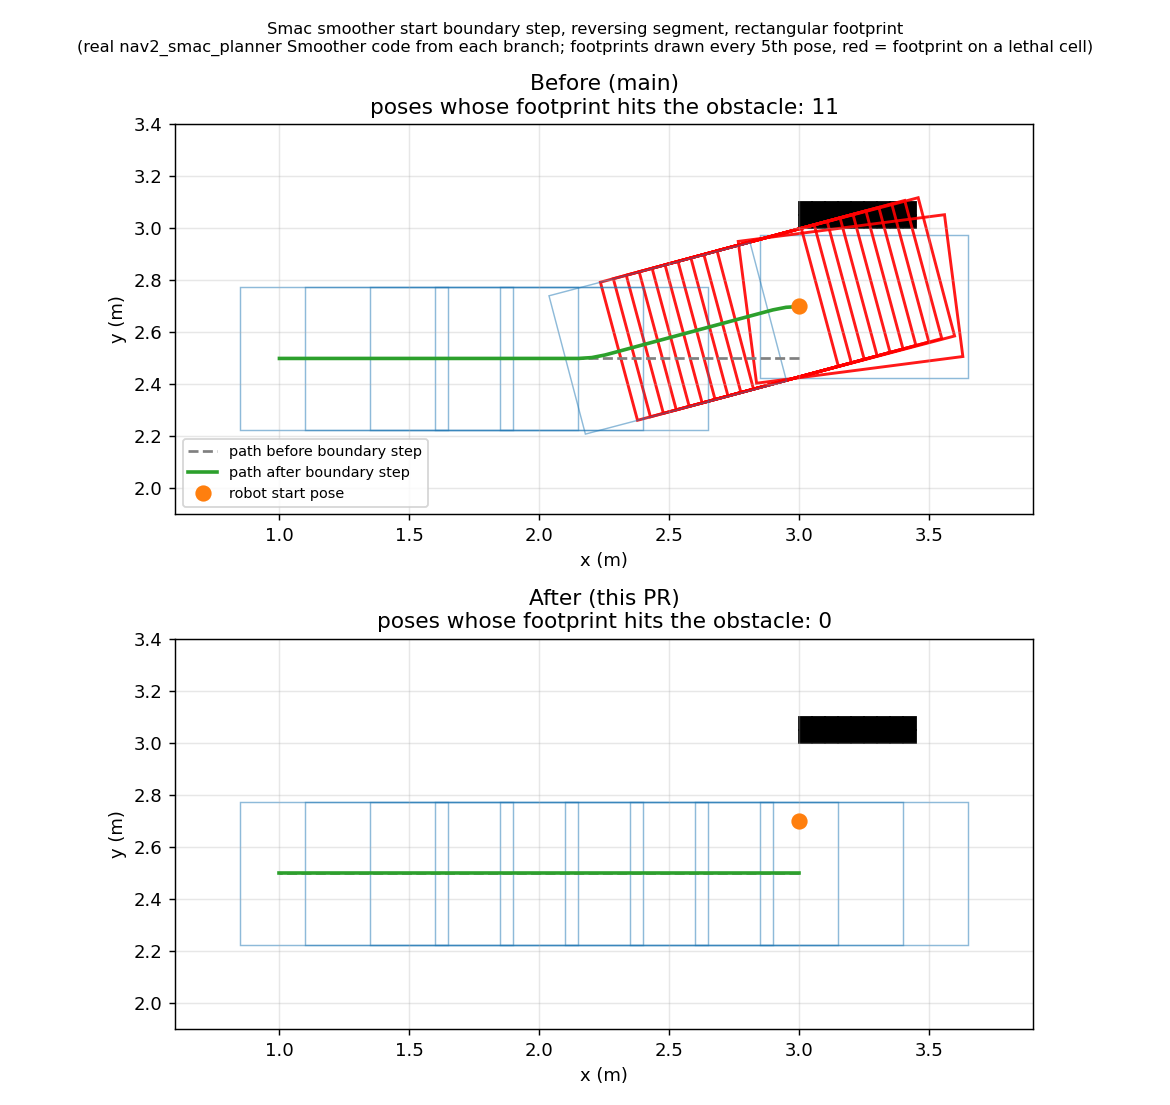 Smac smoother start boundary step, reversing segment, rectangular footprint
(real nav2_smac_planner Smoother code from each branch; footprints drawn every 5th pose, red = footprint on a lethal cell)
Before (main)
poses whose footprint hits the obstacle: 11
3.4
3.2
3.0
2.8
2.6
2.4
2.2
2.0
y (m)
path before boundary step
path after boundary step
robot start pose
1.0 1.5 2.0 2.5 3.0 3.5
x (m)
After (this PR)
poses whose footprint hits the obstacle: 0
3.4
3.2
3.0
2.8
2.6
2.4
2.2
2.0
y (m)
1.0 1.5 2.0 2.5 3.0 3.5
x (m)